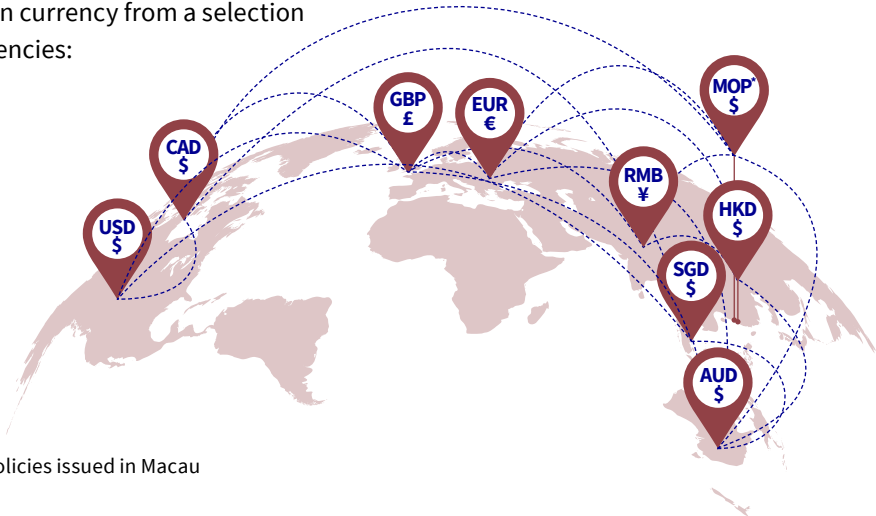 n currency from a selection
encies:
MOP*
$
GBP
£
EUR
€
CAD
$
RMB
¥
HKD
$
USD
$
SGD
$
AUD
$
olicies issued in Macau